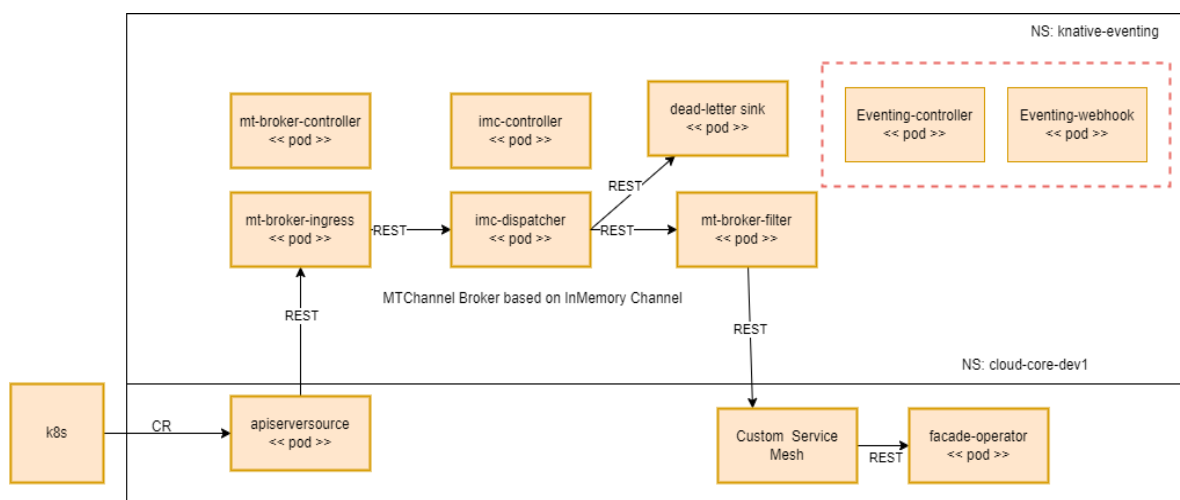 NS: knative-eventing
mt-broker-controller
<< pod >>
imc-controller
<< pod >>
dead-letter sink
<< pod >>
Eventing-controller
<< pod >>
Eventing-webhook
<< pod >>
REST
mt-broker-ingress
<< pod >>
REST
imc-dispatcher
<< pod >>
REST
mt-broker-filter
<< pod >>
MTChannel Broker based on InMemory Channel
REST
REST
NS: cloud-core-dev1
k8s
CR
apiserversource
<< pod >>
Custom Service
Mesh
REST
facade-operator
<< pod >>